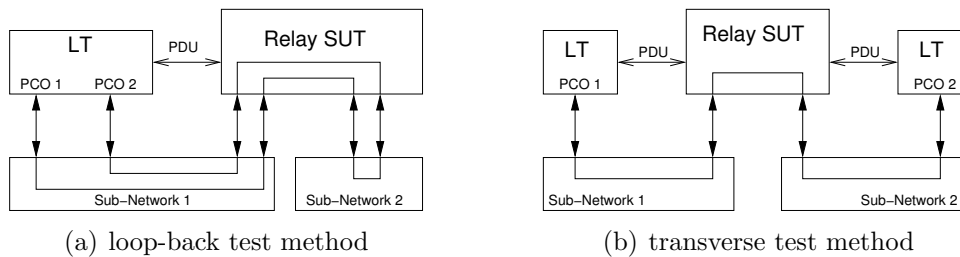 LT
PCO 1 PCO 2
PDU
Relay SUT
Sub-Network 1
Sub-Network 2
(a) loop-back test method
LT
PCO 1
PDU
Relay SUT
PDU
LT
PCO 2
Sub-Network 1
Sub-Network 2
(b) transverse test method